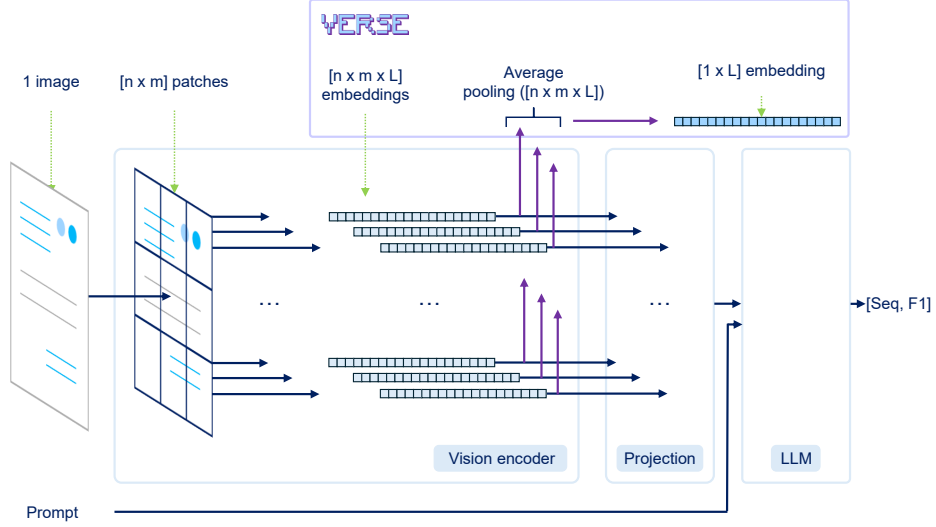 VERSE
1 image
[n x m] patches
[n x m x L]
embeddings
Average
pooling ([n x m x L])
[1 x L] embedding
...
...
...
[Seq, F1]
Vision encoder
Projection
LLM
Prompt